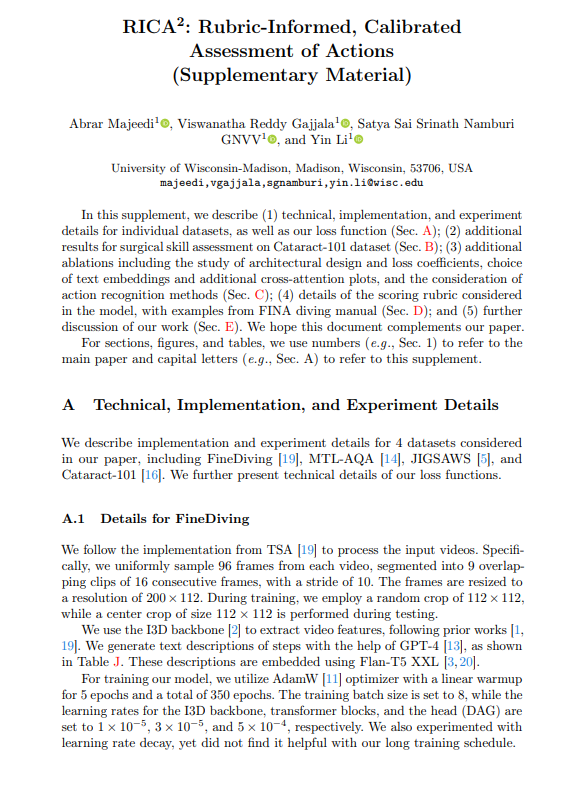 RICA²: Rubric-Informed, Calibrated
Assessment of Actions
(Supplementary Material)
Abrar Majeedi¹, Viswanatha Reddy Gajjala¹, Satya Sai Srinath Namburi
GNVV¹, and Yin Li¹
University of Wisconsin-Madison, Madison, Wisconsin, 53706, USA
majeedi,vgajjala,sgnamburi,yin.li@wisc.edu
In this supplement, we describe (1) technical, implementation, and experiment
details for individual datasets, as well as our loss function (Sec. A); (2) additional
results for surgical skill assessment on Cataract-101 dataset (Sec. B); (3) additional
ablations including the study of architectural design and loss coefficients, choice
of text embeddings and additional cross-attention plots, and the consideration of
action recognition methods (Sec. C); (4) details of the scoring rubric considered
in the model, with examples from FINA diving manual (Sec. D); and (5) further
discussion of our work (Sec. E). We hope this document complements our paper.
For sections, figures, and tables, we use numbers (e.g., Sec. 1) to refer to the
main paper and capital letters (e.g., Sec. A) to refer to this supplement.
A Technical, Implementation, and Experiment Details
We describe implementation and experiment details for 4 datasets considered
in our paper, including FineDiving [19], MTL-AQA [14], JIGSAWS [5], and
Cataract-101 [16]. We further present technical details of our loss functions.
A.1 Details for FineDiving
We follow the implementation from TSA [19] to process the input videos. Specifi-
cally, we uniformly sample 96 frames from each video, segmented into 9 overlap-
ping clips of 16 consecutive frames, with a stride of 10. The frames are resized to
a resolution of 200 × 112. During training, we employ a random crop of 112 × 112,
while a center crop of size 112 × 112 is performed during testing.
We use the I3D backbone [2] to extract video features, following prior works [1,
19]. We generate text descriptions of steps with the help of GPT-4 [13], as shown
in Table J. These descriptions are embedded using Flan-T5 XXL [3,20].
For training our model, we utilize AdamW [11] optimizer with a linear warmup
for 5 epochs and a total of 350 epochs. The training batch size is set to 8, while the
learning rates for the I3D backbone, transformer blocks, and the head (DAG) are
set to 1 × 10⁻⁵, 3 × 10⁻⁵, and 5 × 10⁻⁴, respectively. We also experimented with
learning rate decay, yet did not find it helpful with our long training schedule.